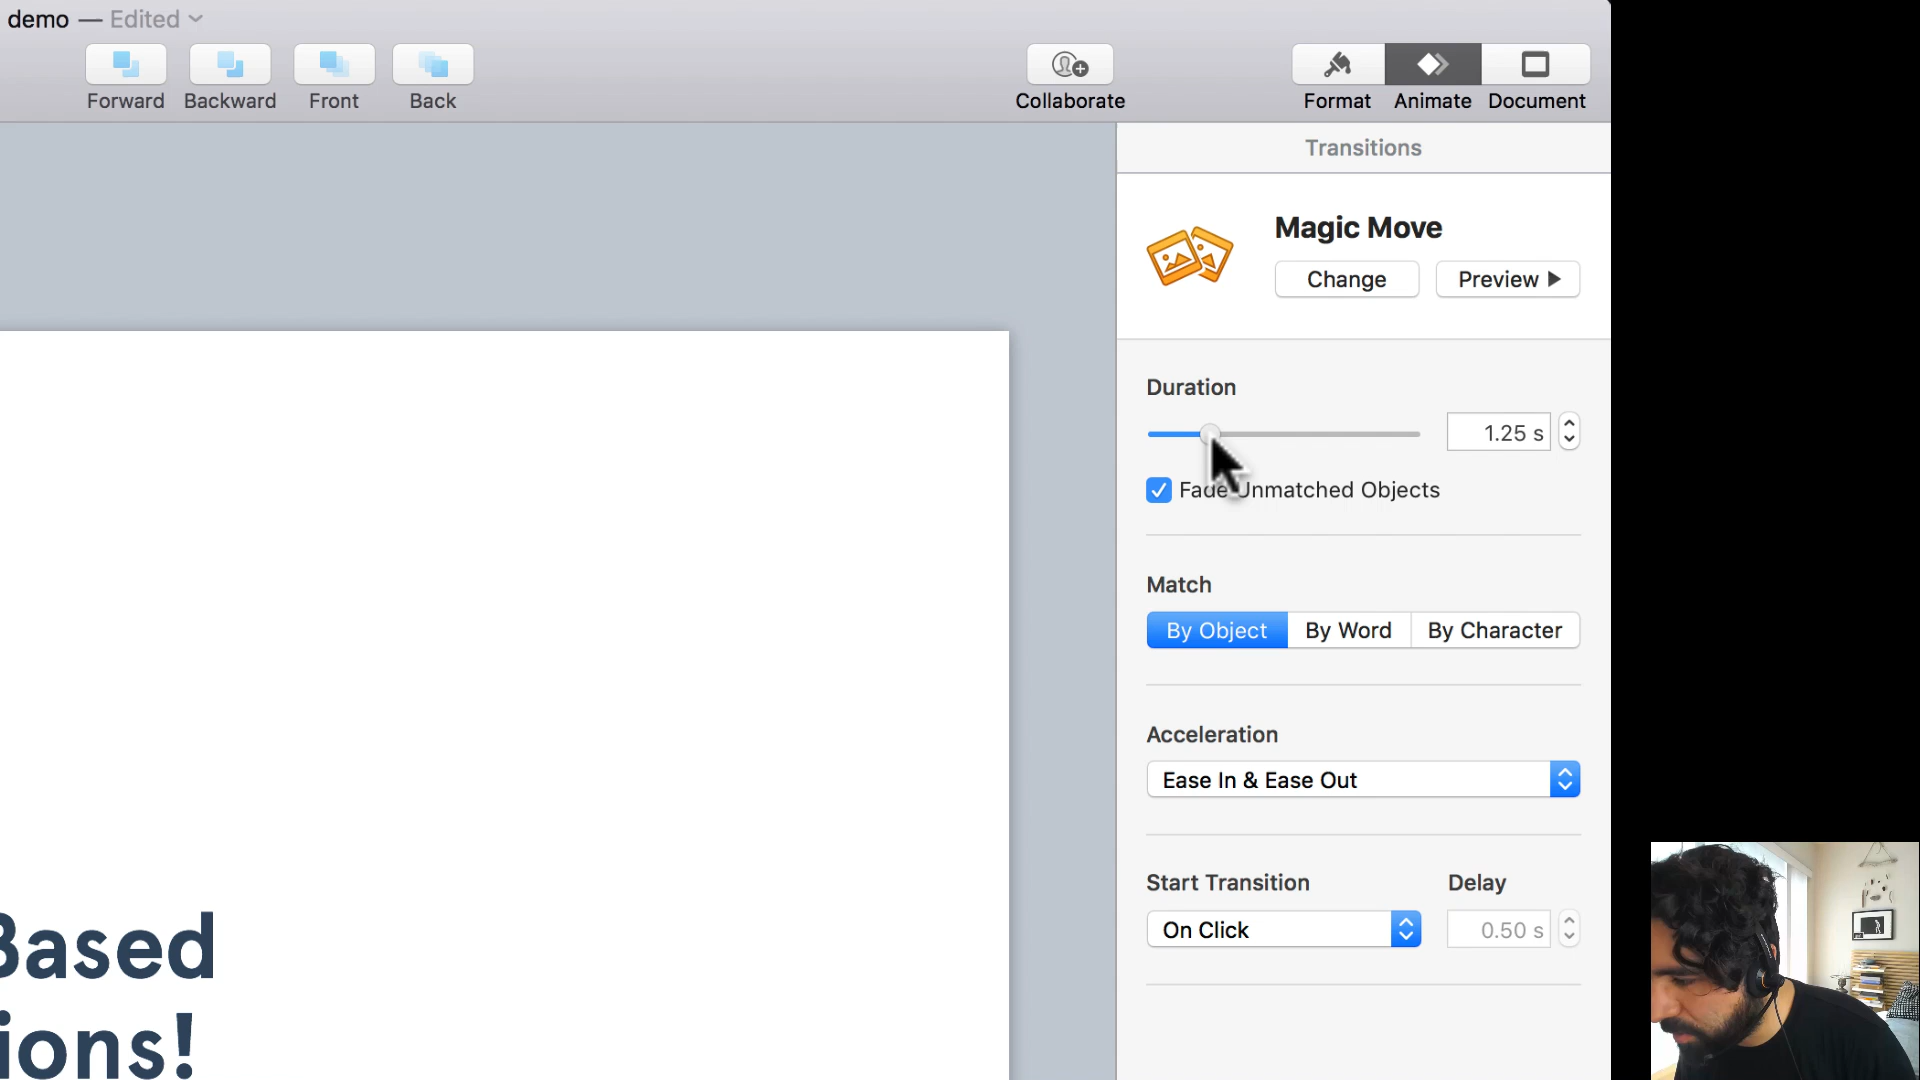 demo — Edited
Forward Backward Front Back
Collaborate
Format Animate Document
Transitions
Magic Move
Change Preview
Duration
1.25 s
Fade Unmatched Objects
Match
By Object By Word By Character
Acceleration
Ease In & Ease Out
Start Transition Delay
On Click 0.50 s
Based
ions!